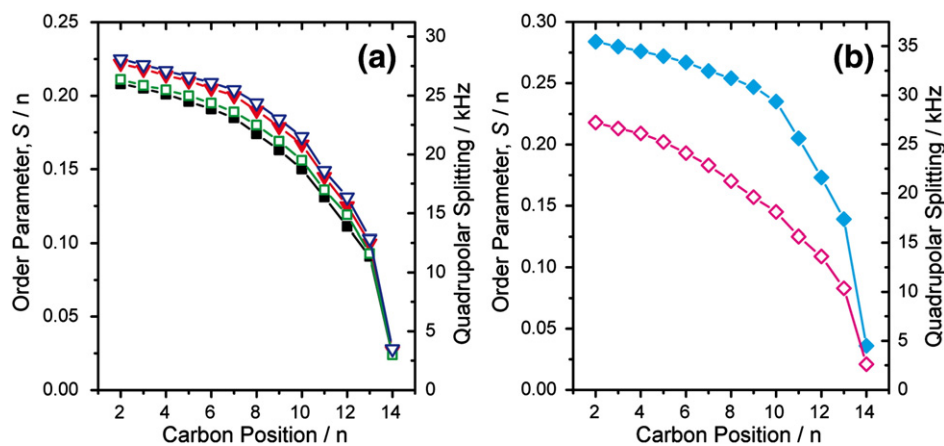 (a)
Order Parameter, S / n
0.25
0.20
0.15
0.10
0.05
0.00
2 4 6 8 10 12 14
Carbon Position / n
30
25
20
15
10
5
0
Quadrupolar Splitting / kHz
(b)
Order Parameter, S / n
0.30
0.25
0.20
0.15
0.10
0.05
0.00
2 4 6 8 10 12 14
Carbon Position / n
35
30
25
20
15
10
5
0
Quadrupolar Splitting / kHz